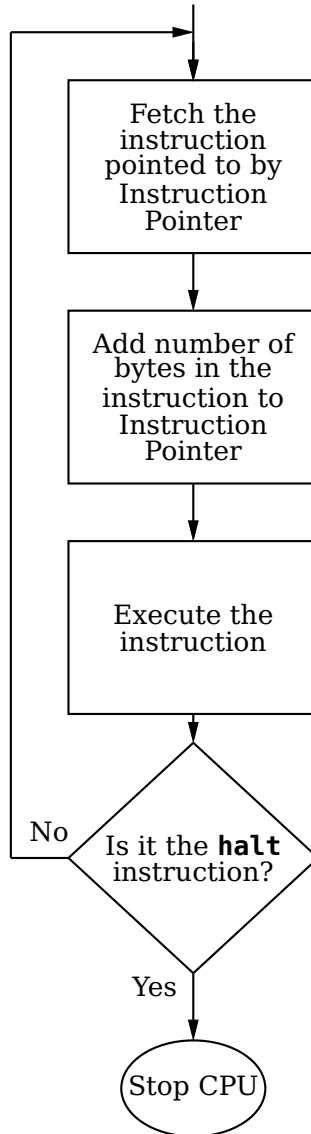 Fetch the
instruction
pointed to by
Instruction
Pointer
Add number of
bytes in the
instruction to
Instruction
Pointer
Execute the
instruction
No
Is it the halt
instruction?
Yes
Stop CPU